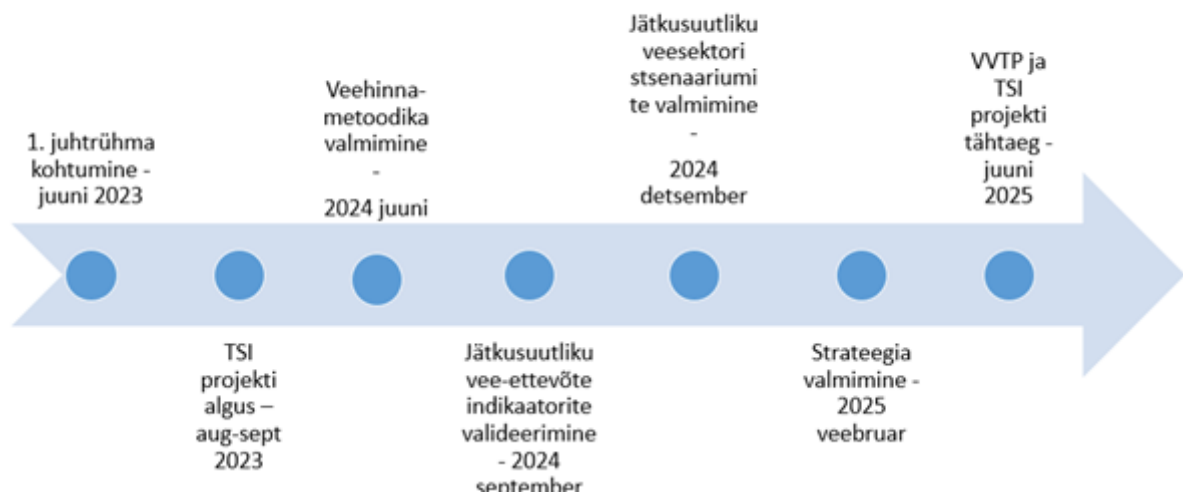 1. juhtrühma
kohtumine -
juuni 2023
TSI
projekti
algus –
aug-sept
2023
Veehinna-
metoodika
valmimine
-
2024 juuni
Jätkusuutliku
vee-ettevõte
indikaatorite
valideerimine
- 2024
september
Jätkusuutliku
veesektori
stsenaariumi
te valmimine
-
2024
detsember
Strateegia
valmimine -
2025
veebruar
VVTP ja
TSI
projekti
tähtaeg -
juuni
2025